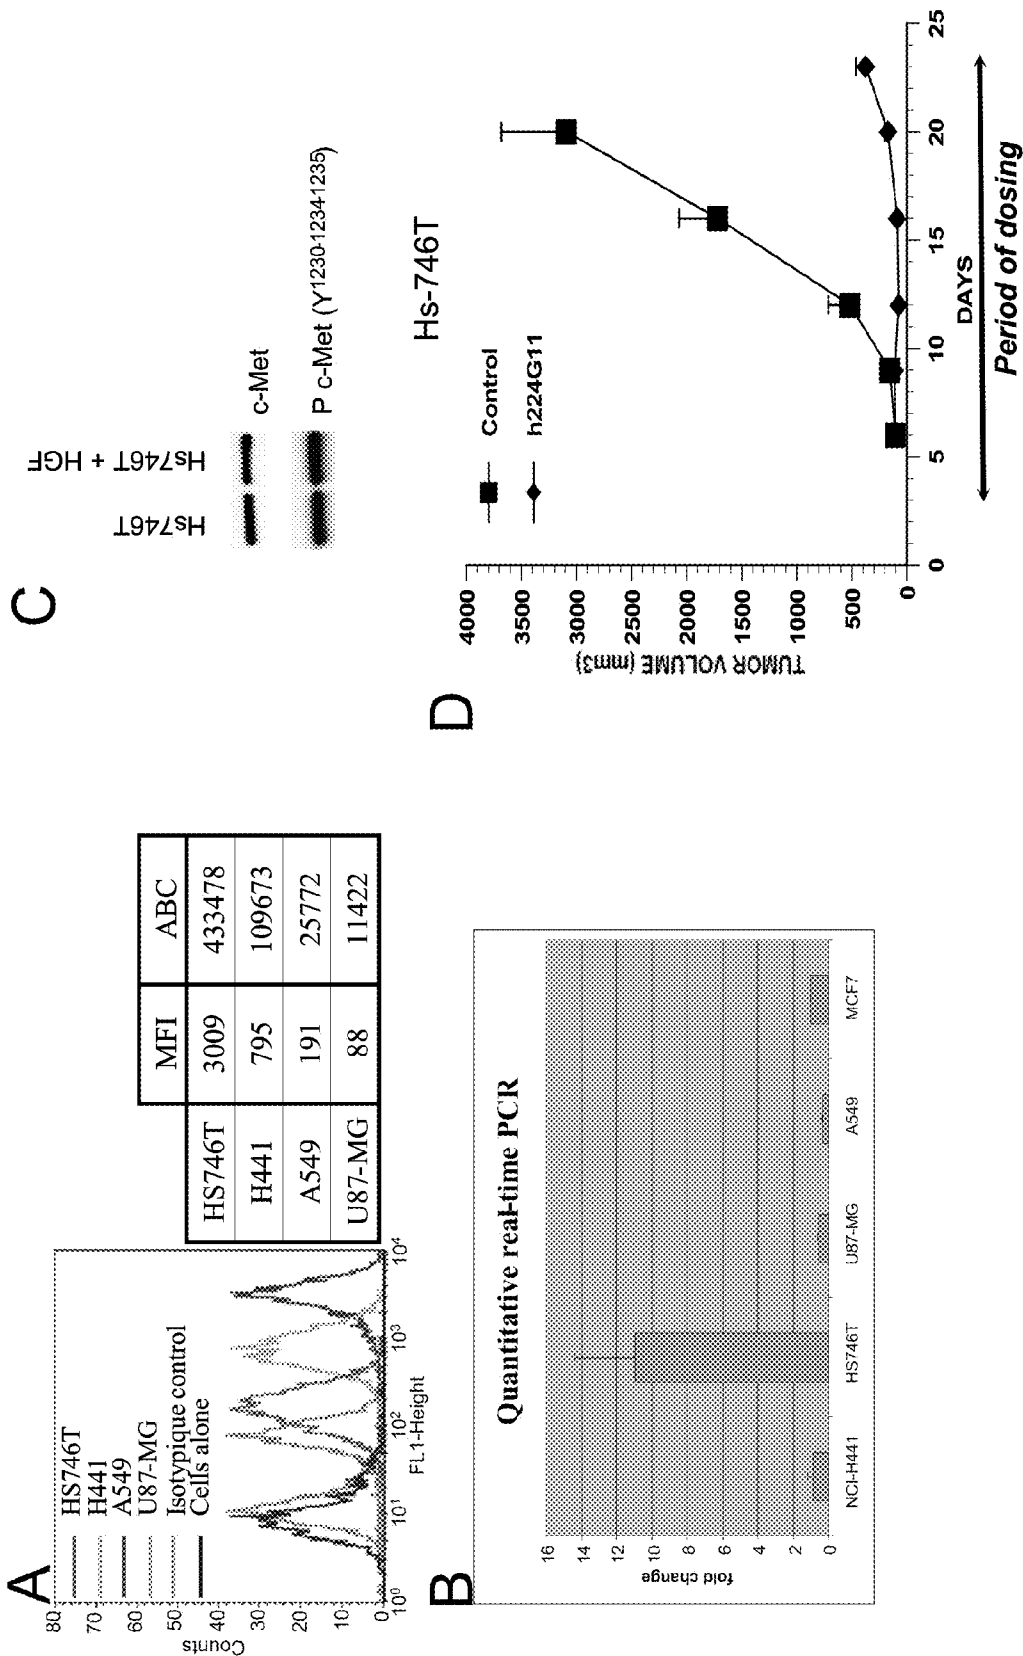 A
HS746T
H441
A549
U87-MG
Isotypique control
Cells alone
80
70
60
50
40
30
20
10
0
Counts
10^0
10^1
10^2
10^3
10^4
FL1-Height
MFI ABC
HS746T 3009 433478
H441 795 109673
A549 191 25772
U87-MG 88 11422
B
Quantitative real-time PCR
16
14
12
10
8
6
4
2
0
fold change
NCI-H441
HS746T
U87-MG
A549
MCF7
C
Hs746T
Hs746T + HGF
c-Met
P c-Met (Y1230-1234-1235)
D
Hs-746T
Control
h224G11
4000
3500
3000
2500
2000
1500
1000
500
0
TUMOR VOLUME (mm3)
0 5 10 15 20 25
DAYS
Period of dosing